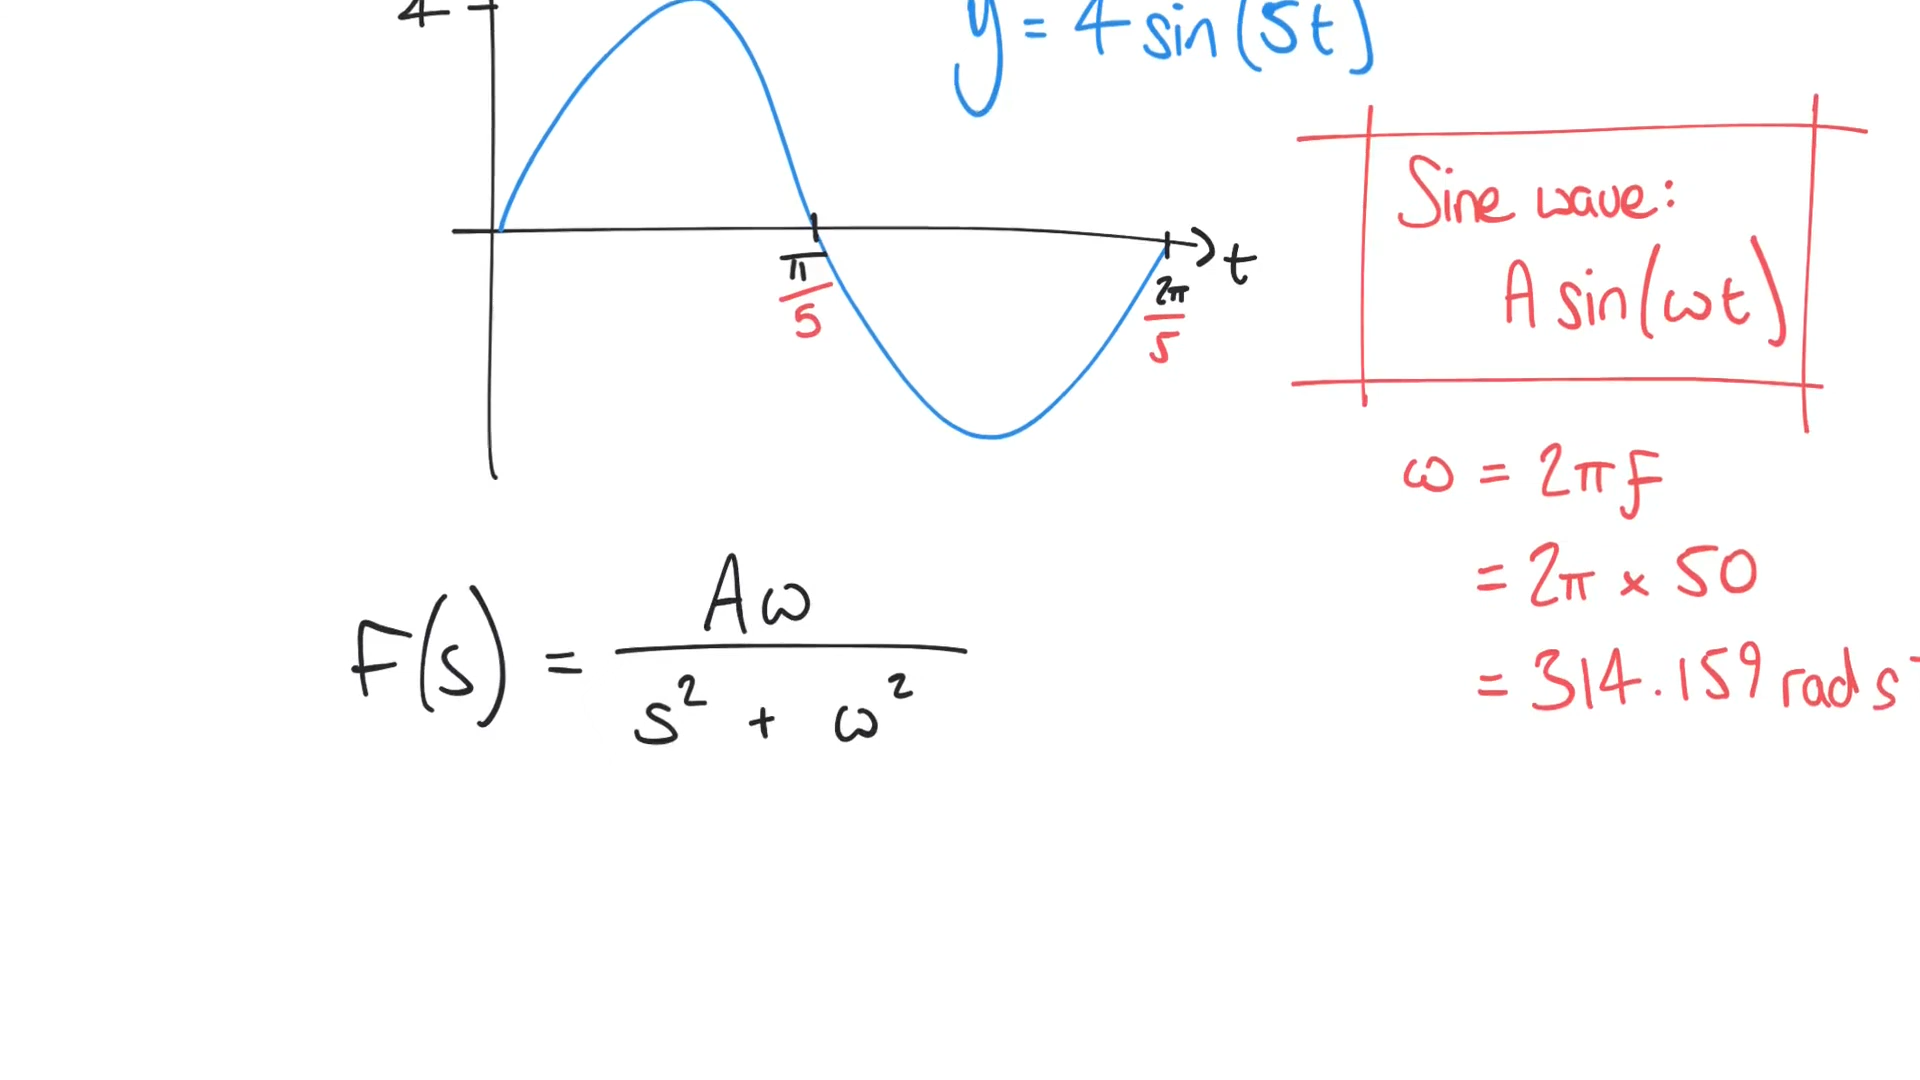 4
y = 4 sin(5t)
Sine wave:
A sin(ωt)
t
π/5
2π/5
ω = 2πf
= 2π × 50
= 314.159 rad s⁻
F(s) = Aω / (s² + ω²)